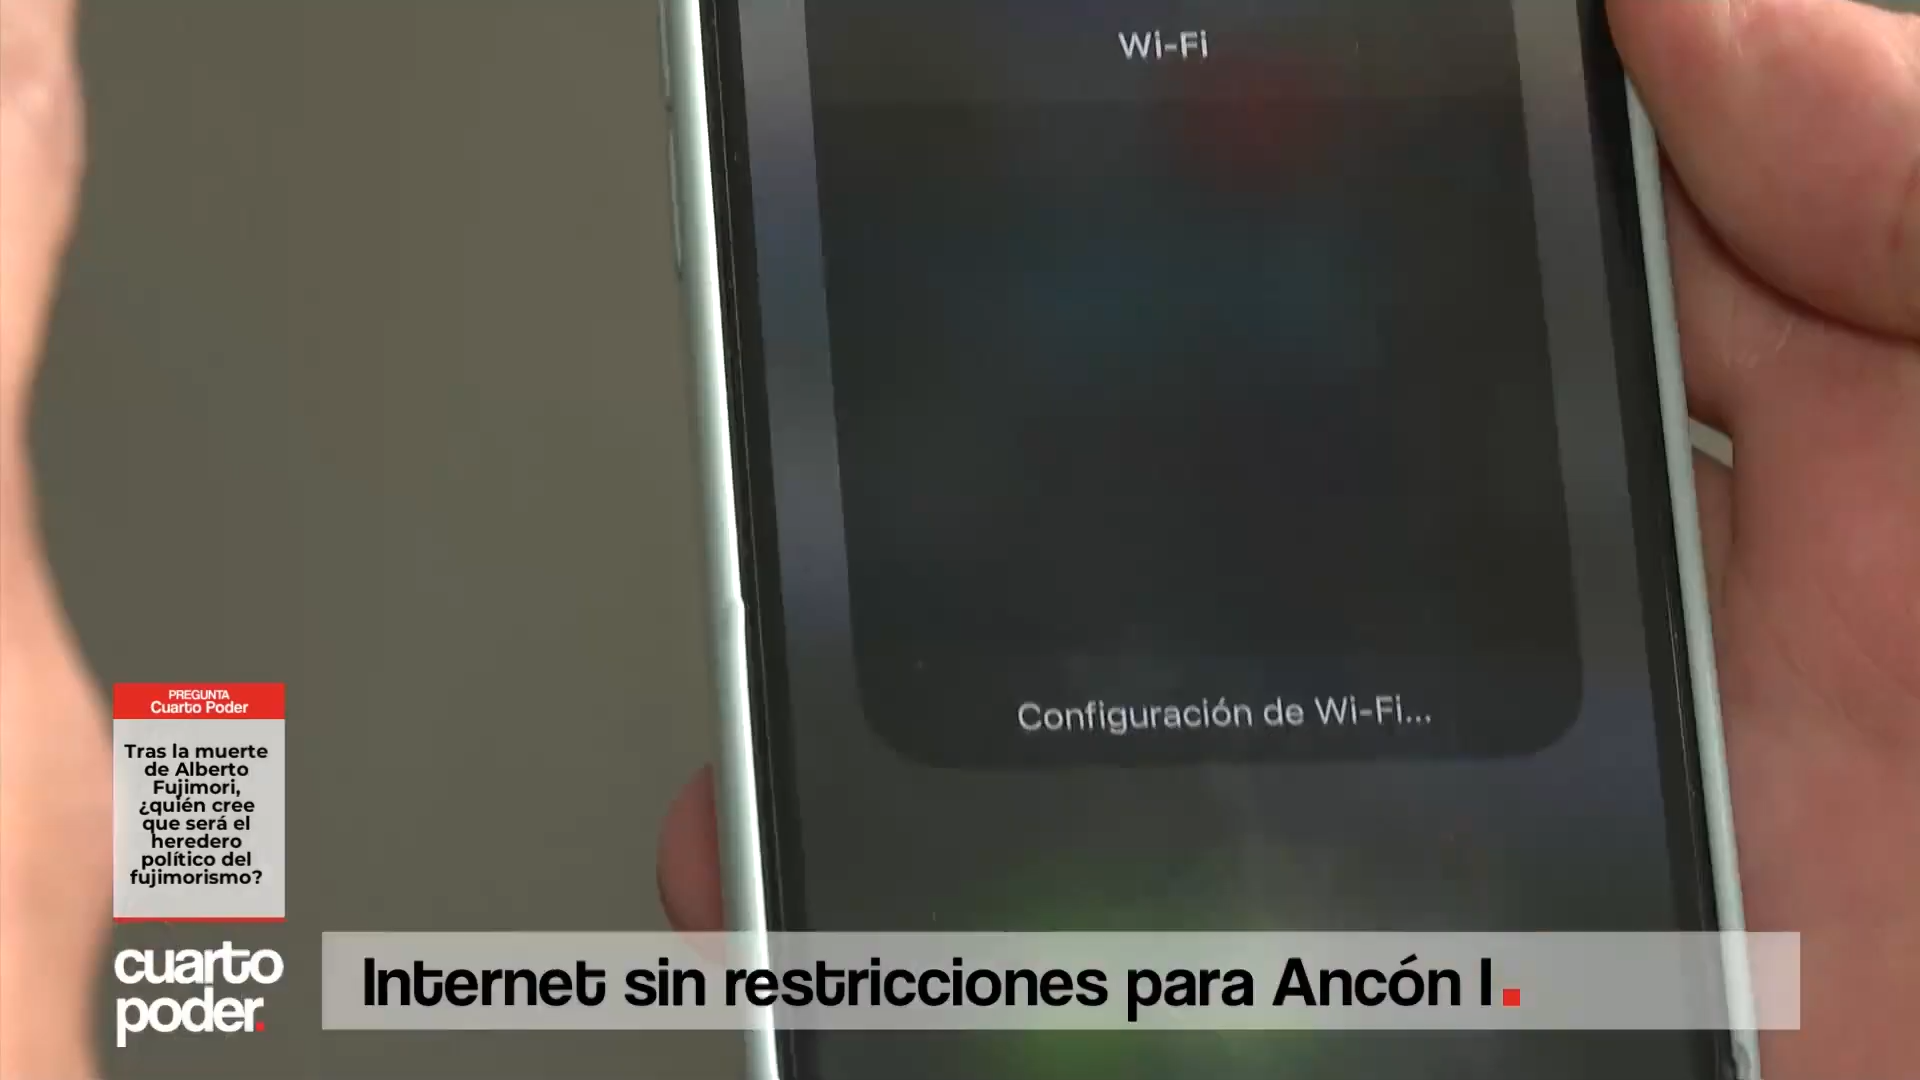 Wi-Fi
Configuración de Wi-Fi...
PREGUNTA
Cuarto Poder
Tras la muerte
de Alberto
Fujimori,
¿quién cree
que será el
heredero
político del
fujimorismo?
cuarto
poder.
Internet sin restricciones para Ancón I.